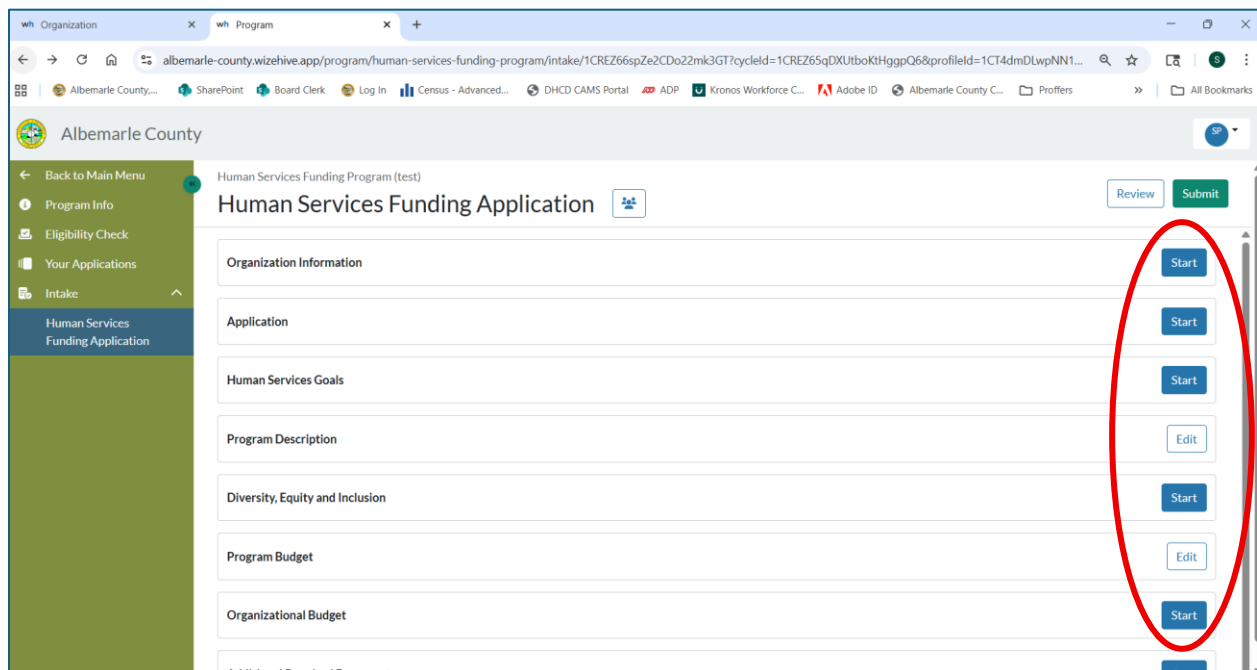 wh Organization
wh Program
albemarle-county.wizehive.app/program/human-services-funding-program/intake/1CREZ66spZe2CDo22mk3GT?cycleId=1CREZ65qDXUtboKtHggpQ6&profileId=1CT4dmDLwpNN1...
S
Albemarle County,... SharePoint Board Clerk Log In Census - Advanced... DHCD CAMS Portal ADP Kronos Workforce C... Adobe ID Albemarle County C... Proffers » All Bookmarks
Albemarle County
SP
Back to Main Menu
Program Info
Eligibility Check
Your Applications
Intake
Human Services
Funding Application
Human Services Funding Program (test)
Human Services Funding Application
Review Submit
Organization Information Start
Application Start
Human Services Goals Start
Program Description Edit
Diversity, Equity and Inclusion Start
Program Budget Edit
Organizational Budget Start